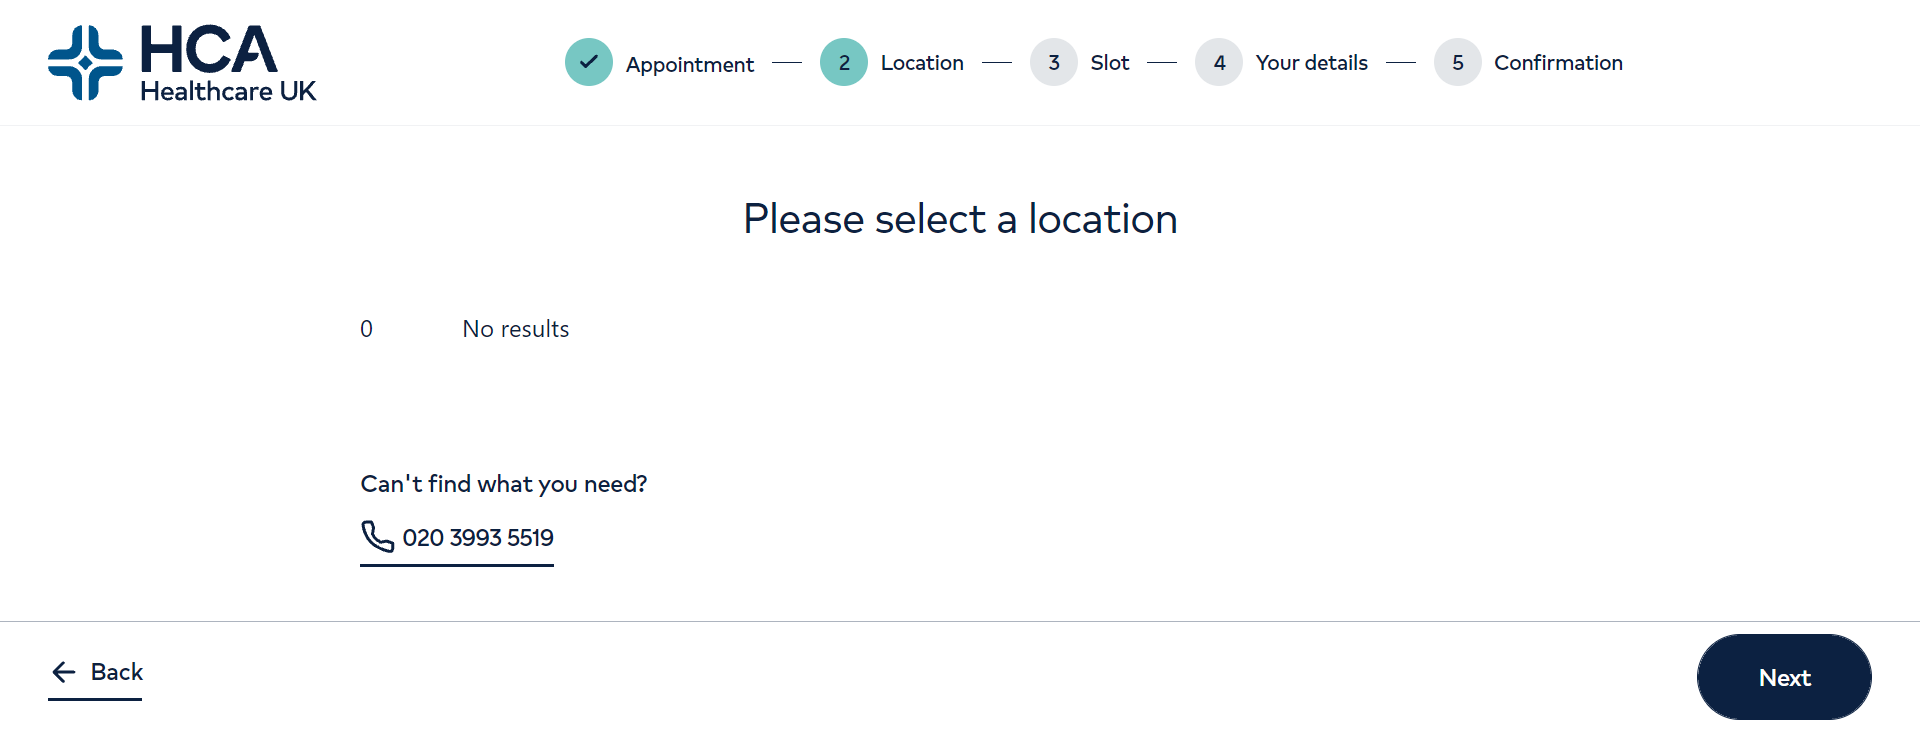 HCA
Healthcare UK
Appointment
2 Location
3 Slot
4 Your details
5 Confirmation
Please select a location
0 No results
Can't find what you need?
020 3993 5519
Back
Next